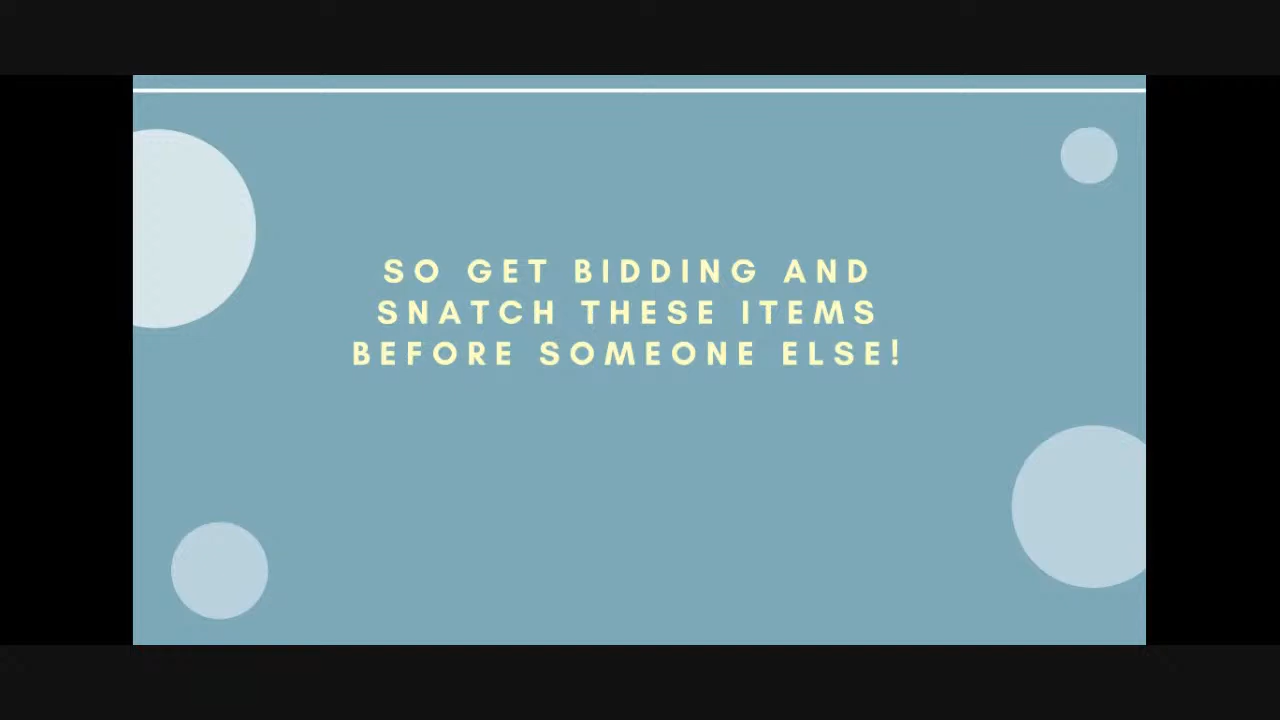 SO GET BIDDING AND
SNATCH THESE ITEMS
BEFORE SOMEONE ELSE!